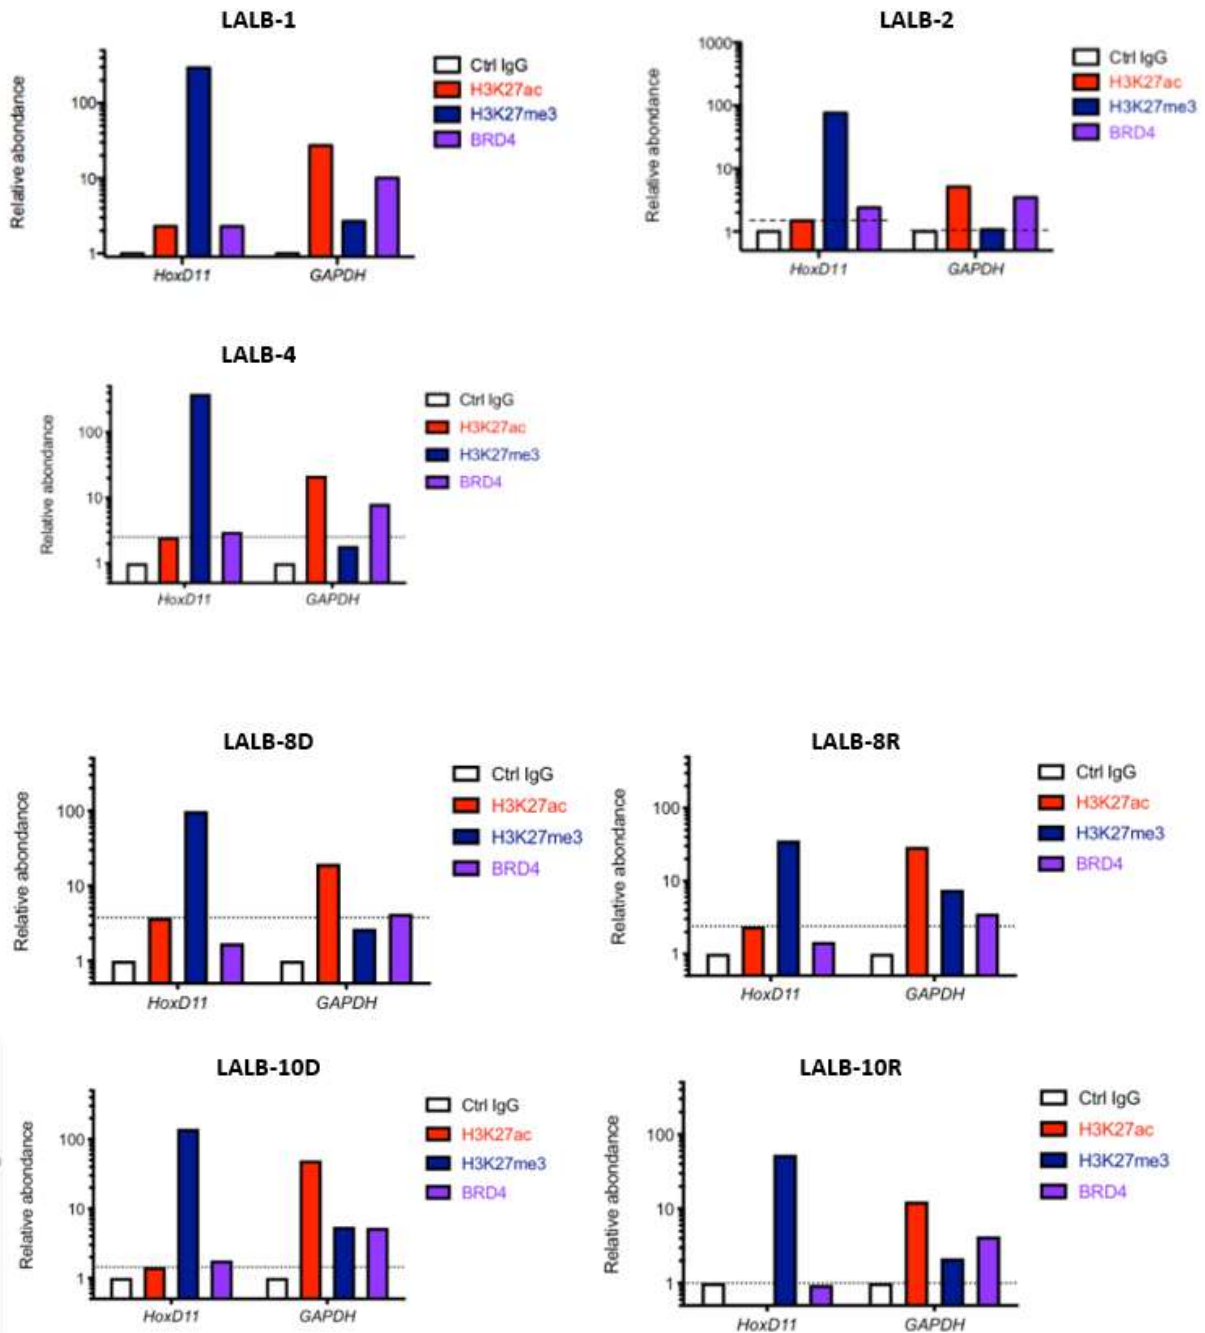 LALB-1
Relative abondance
100
10
1
HoxD11
GAPDH
Ctrl IgG
H3K27ac
H3K27me3
BRD4
LALB-2
Relative abondance
1000
100
10
1
HoxD11
GAPDH
Ctrl IgG
H3K27ac
H3K27me3
BRD4
LALB-4
Relative abondance
100
10
1
HoxD11
GAPDH
Ctrl IgG
H3K27ac
H3K27me3
BRD4
LALB-8D
Relative abondance
100
10
1
HoxD11
GAPDH
Ctrl IgG
H3K27ac
H3K27me3
BRD4
LALB-8R
Relative abondance
100
10
1
HoxD11
GAPDH
Ctrl IgG
H3K27ac
H3K27me3
BRD4
LALB-10D
Relative abondance
100
10
1
HoxD11
GAPDH
Ctrl IgG
H3K27ac
H3K27me3
BRD4
LALB-10R
Relative abondance
100
10
1
HoxD11
GAPDH
Ctrl IgG
H3K27ac
H3K27me3
BRD4